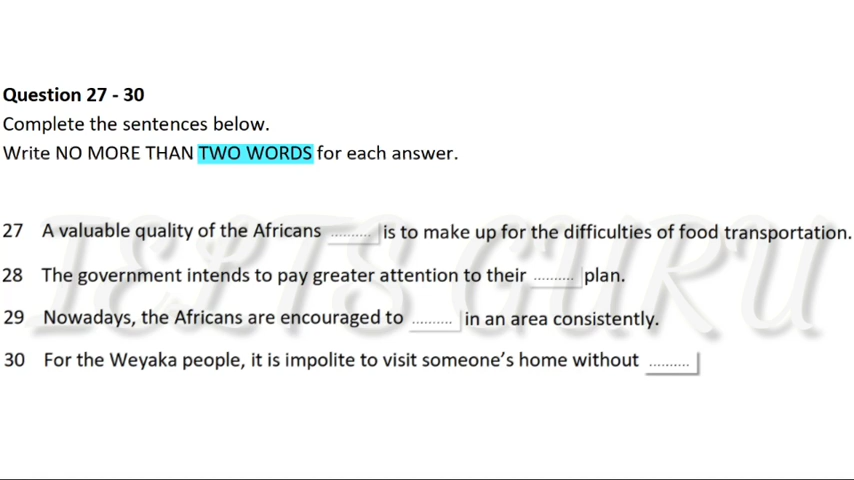 Question 27 - 30
Complete the sentences below.
Write NO MORE THAN TWO WORDS for each answer.
IELTS GURU
27 A valuable quality of the Africans .......... is to make up for the difficulties of food transportation.
28 The government intends to pay greater attention to their .......... plan.
29 Nowadays, the Africans are encouraged to .......... in an area consistently.
30 For the Weyaka people, it is impolite to visit someone's home without ..........